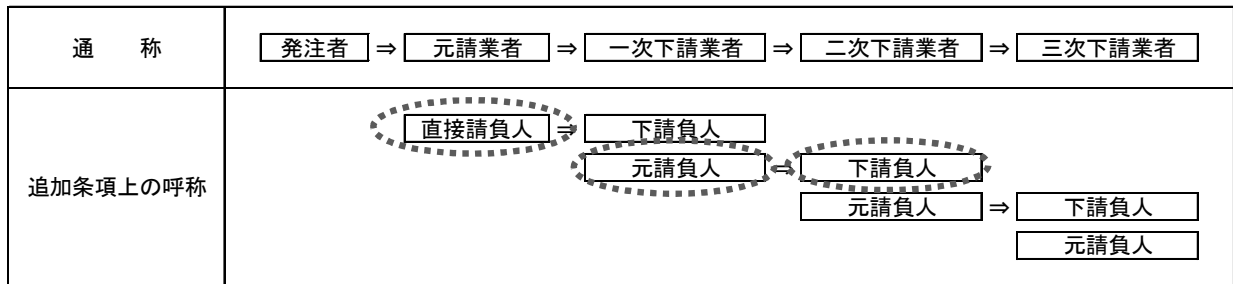 通　称
発注者 ⇒ 元請業者 ⇒ 一次下請業者 ⇒ 二次下請業者 ⇒ 三次下請業者
追加条項上の呼称
直接請負人 ⇒ 下請負人
元請負人 ⇒ 下請負人
元請負人 ⇒ 下請負人
元請負人